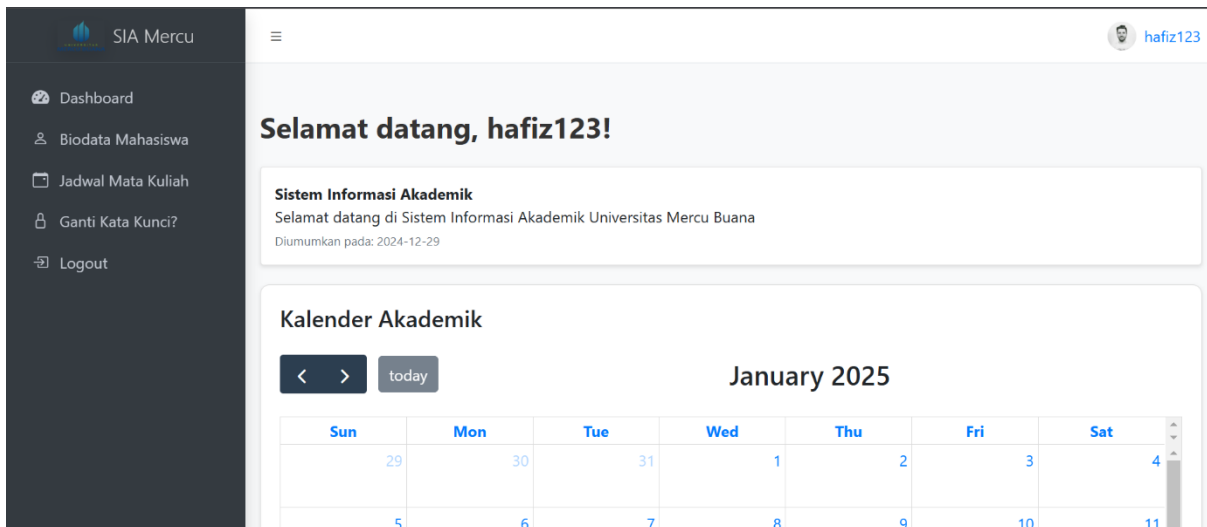 SIA Mercu
hafiz123
Dashboard
Biodata Mahasiswa
Jadwal Mata Kuliah
Ganti Kata Kunci?
Logout
Selamat datang, hafiz123!
Sistem Informasi Akademik
Selamat datang di Sistem Informasi Akademik Universitas Mercu Buana
Diumumkan pada: 2024-12-29
Kalender Akademik
today
January 2025
Sun Mon Tue Wed Thu Fri Sat
29 30 31 1 2 3 4
5 6 7 8 9 10 11